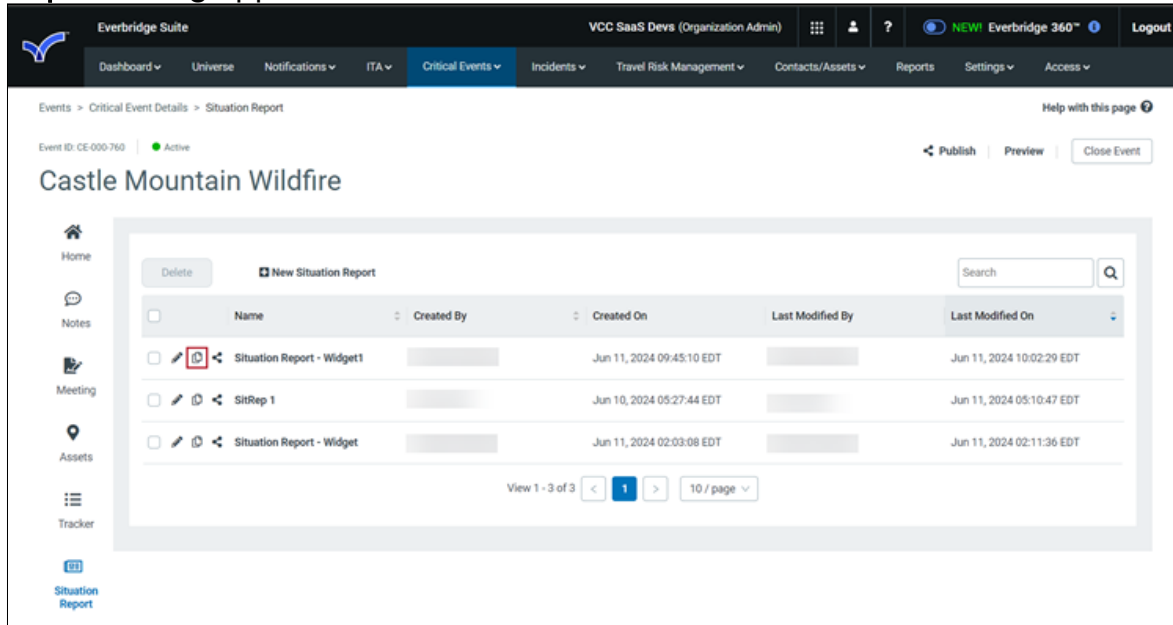 Everbridge Suite
VCC SaaS Devs (Organization Admin)
?
NEW! Everbridge 360™
Logout
Dashboard
Universe
Notifications
ITA
Critical Events
Incidents
Travel Risk Management
Contacts/Assets
Reports
Settings
Access
Events > Critical Event Details > Situation Report
Help with this page
Event ID: CE-000-760
Active
Publish
Preview
Close Event
Castle Mountain Wildfire
Home
Notes
Meeting
Assets
Tracker
Situation
Report
Delete
New Situation Report
Search
Name
Created By
Created On
Last Modified By
Last Modified On
Situation Report - Widget1
Jun 11, 2024 09:45:10 EDT
Jun 11, 2024 10:02:29 EDT
SitRep 1
Jun 10, 2024 05:27:44 EDT
Jun 11, 2024 05:10:47 EDT
Situation Report - Widget
Jun 11, 2024 02:03:08 EDT
Jun 11, 2024 02:11:36 EDT
View 1 - 3 of 3
<
1
>
10 / page